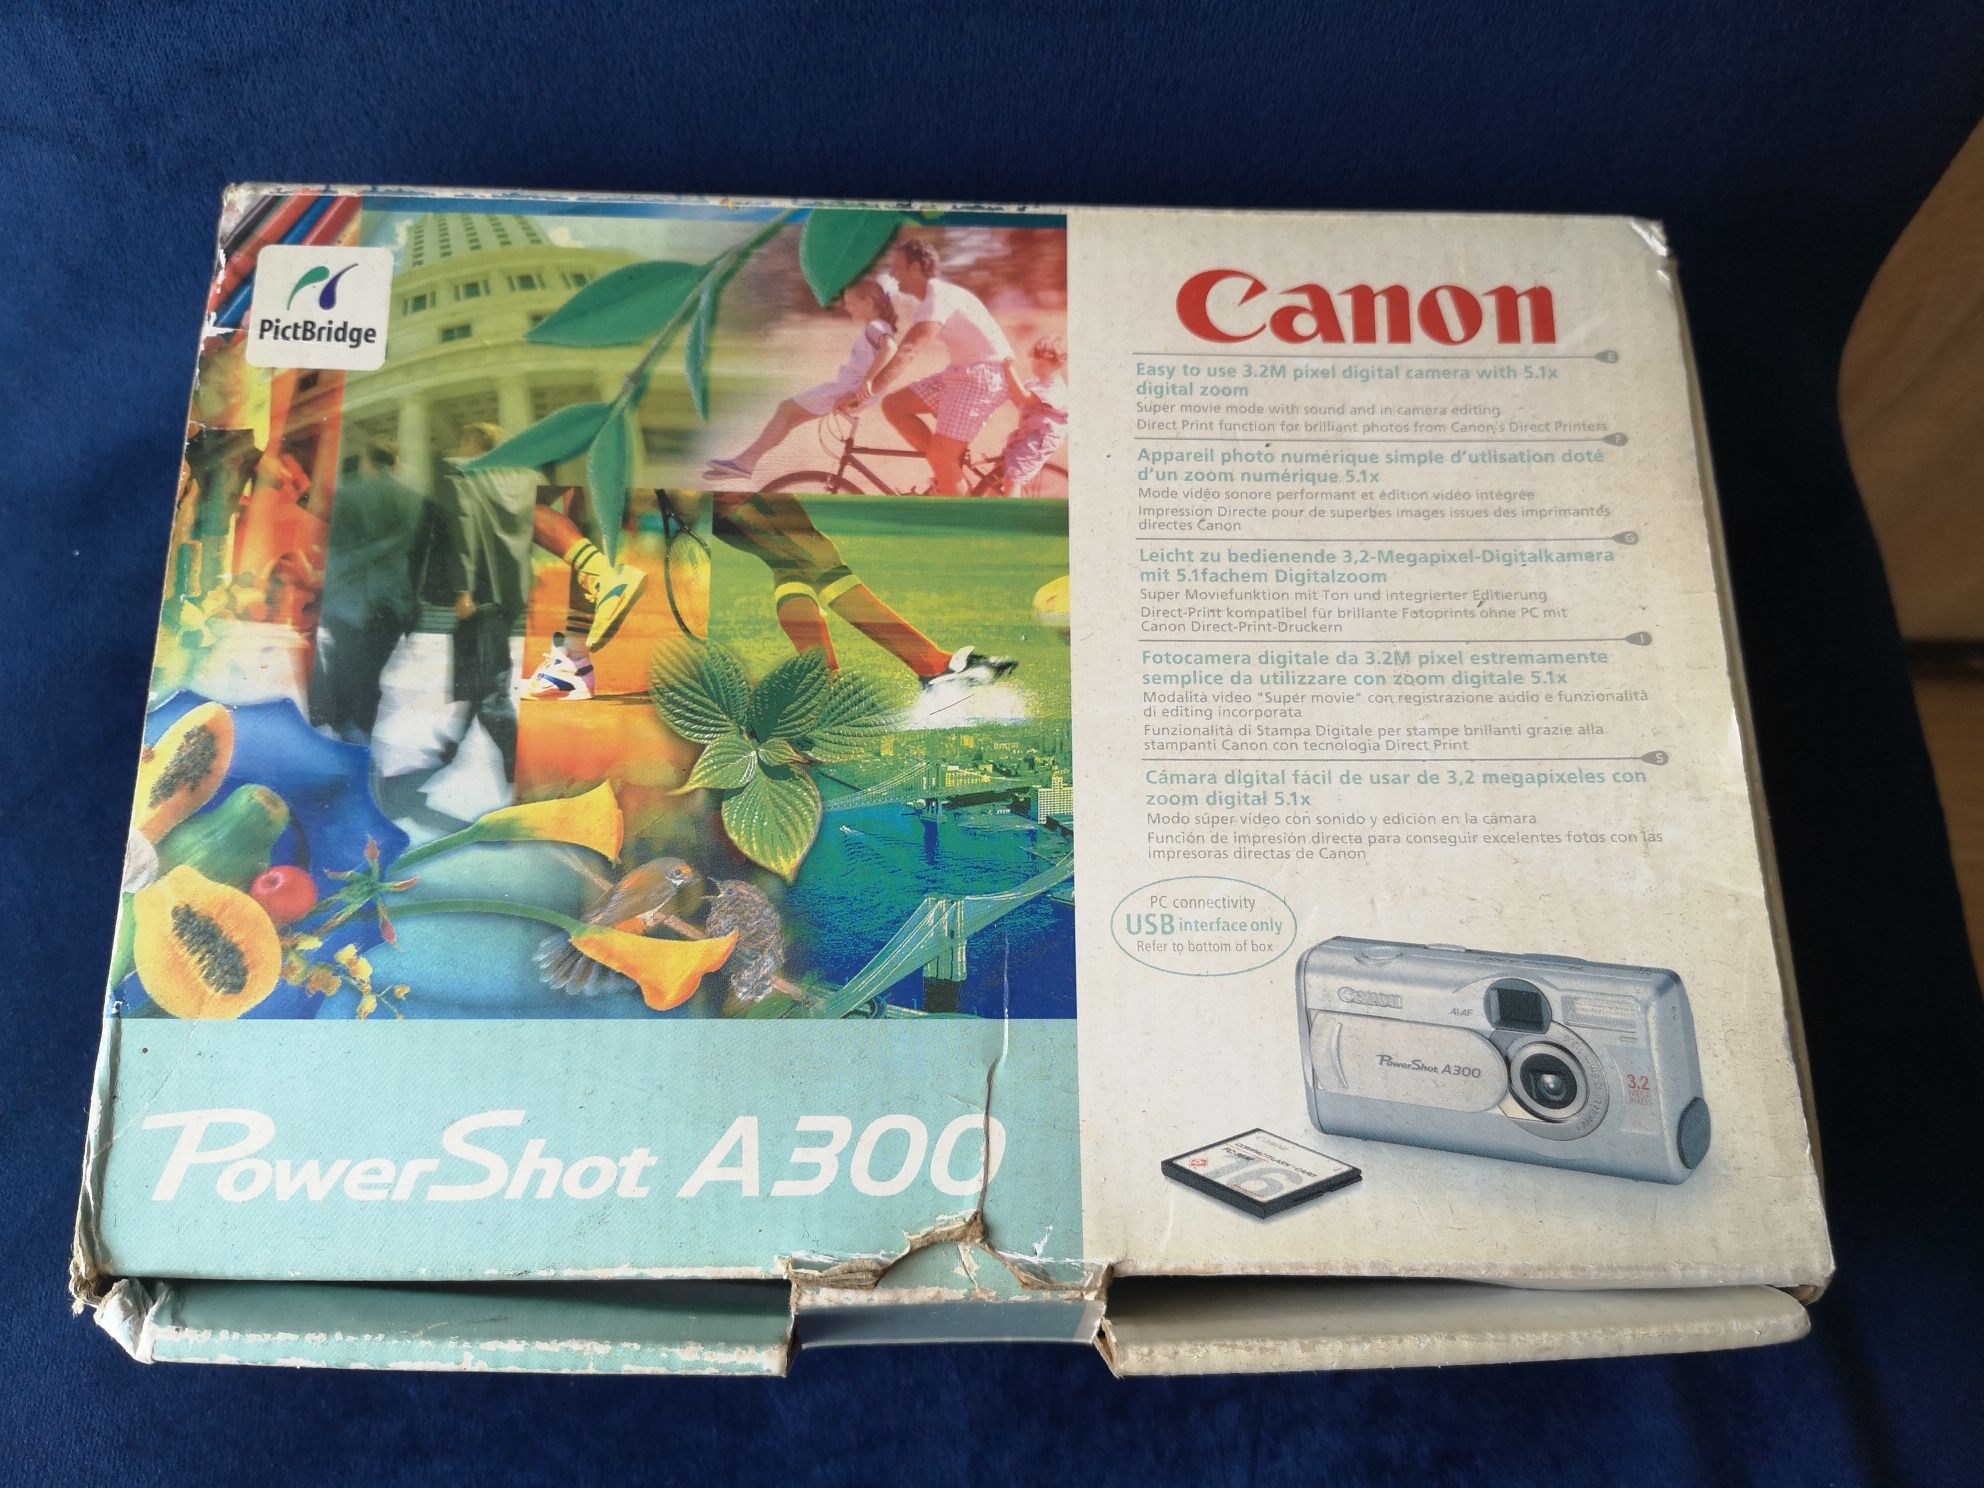 PictBridge
PowerShot A300
Canon
E
Easy to use 3.2M pixel digital camera with 5.1x
digital zoom
Super movie mode with sound and in camera editing
Direct Print function for brilliant photos from Canon's Direct Printers
F
Appareil photo numérique simple d'utlisation doté
d'un zoom numérique 5.1x
Mode vidéo sonore performant et édition vidéo intégrée
Impression Directe pour de superbes images issues des imprimantes
directes Canon
G
Leicht zu bedienende 3,2-Megapixel-Digitalkamera
mit 5.1fachem Digitalzoom
Super Moviefunktion mit Ton und integrierter Editierung
Direct-Print kompatibel für brillante Fotoprints ohne PC mit
Canon Direct-Print-Druckern
I
Fotocamera digitale da 3.2M pixel estremamente
semplice da utilizzare con zoom digitale 5.1x
Modalità video "Super movie" con registrazione audio e funzionalità
di editing incorporata
Funzionalità di Stampa Digitale per stampe brillanti grazie alla
stampanti Canon con tecnologia Direct Print
S
Cámara digital fácil de usar de 3,2 megapíxeles con
zoom digital 5.1x
Modo súper vídeo con sonido y edición en la cámara
Función de impresión directa para conseguir excelentes fotos con las
impresoras directas de Canon
PC connectivity
USB interface only
Refer to bottom of box
Canon
AiAF
PowerShot A300
3.2
MEGA
PIXELS
CANON
COMPACTFLASH CARD
FC-16M
16